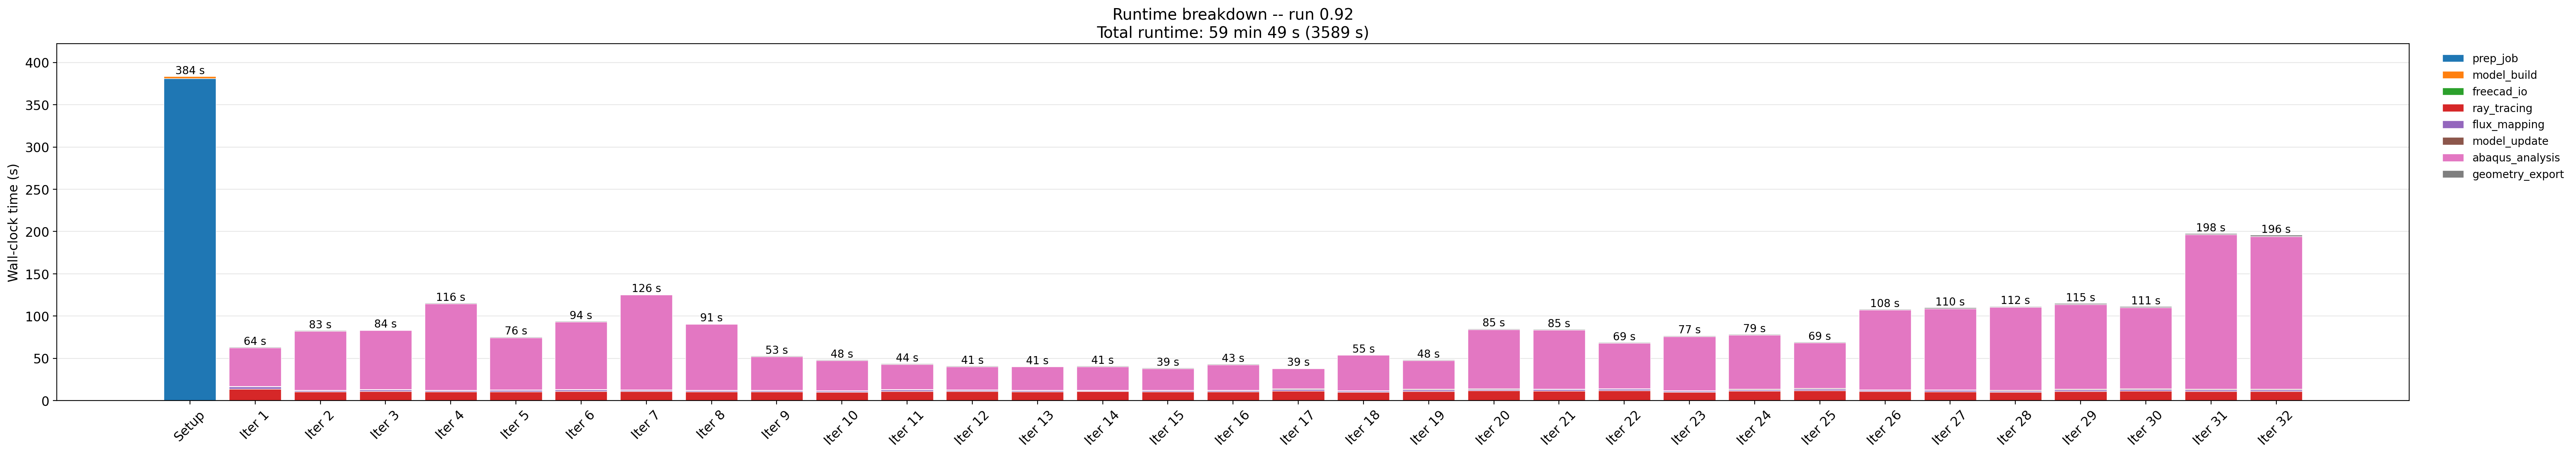 Runtime breakdown -- run 0.92
Total runtime: 59 min 49 s (3589 s)
Wall-clock time (s)
400
350
300
250
200
150
100
50
0
384 s
64 s
83 s
84 s
116 s
76 s
94 s
126 s
91 s
53 s
48 s
44 s
41 s
41 s
41 s
39 s
43 s
39 s
55 s
48 s
85 s
85 s
69 s
77 s
79 s
69 s
108 s
110 s
112 s
115 s
111 s
198 s
196 s
Setup
Iter 1
Iter 2
Iter 3
Iter 4
Iter 5
Iter 6
Iter 7
Iter 8
Iter 9
Iter 10
Iter 11
Iter 12
Iter 13
Iter 14
Iter 15
Iter 16
Iter 17
Iter 18
Iter 19
Iter 20
Iter 21
Iter 22
Iter 23
Iter 24
Iter 25
Iter 26
Iter 27
Iter 28
Iter 29
Iter 30
Iter 31
Iter 32
prep_job
model_build
freecad_io
ray_tracing
flux_mapping
model_update
abaqus_analysis
geometry_export